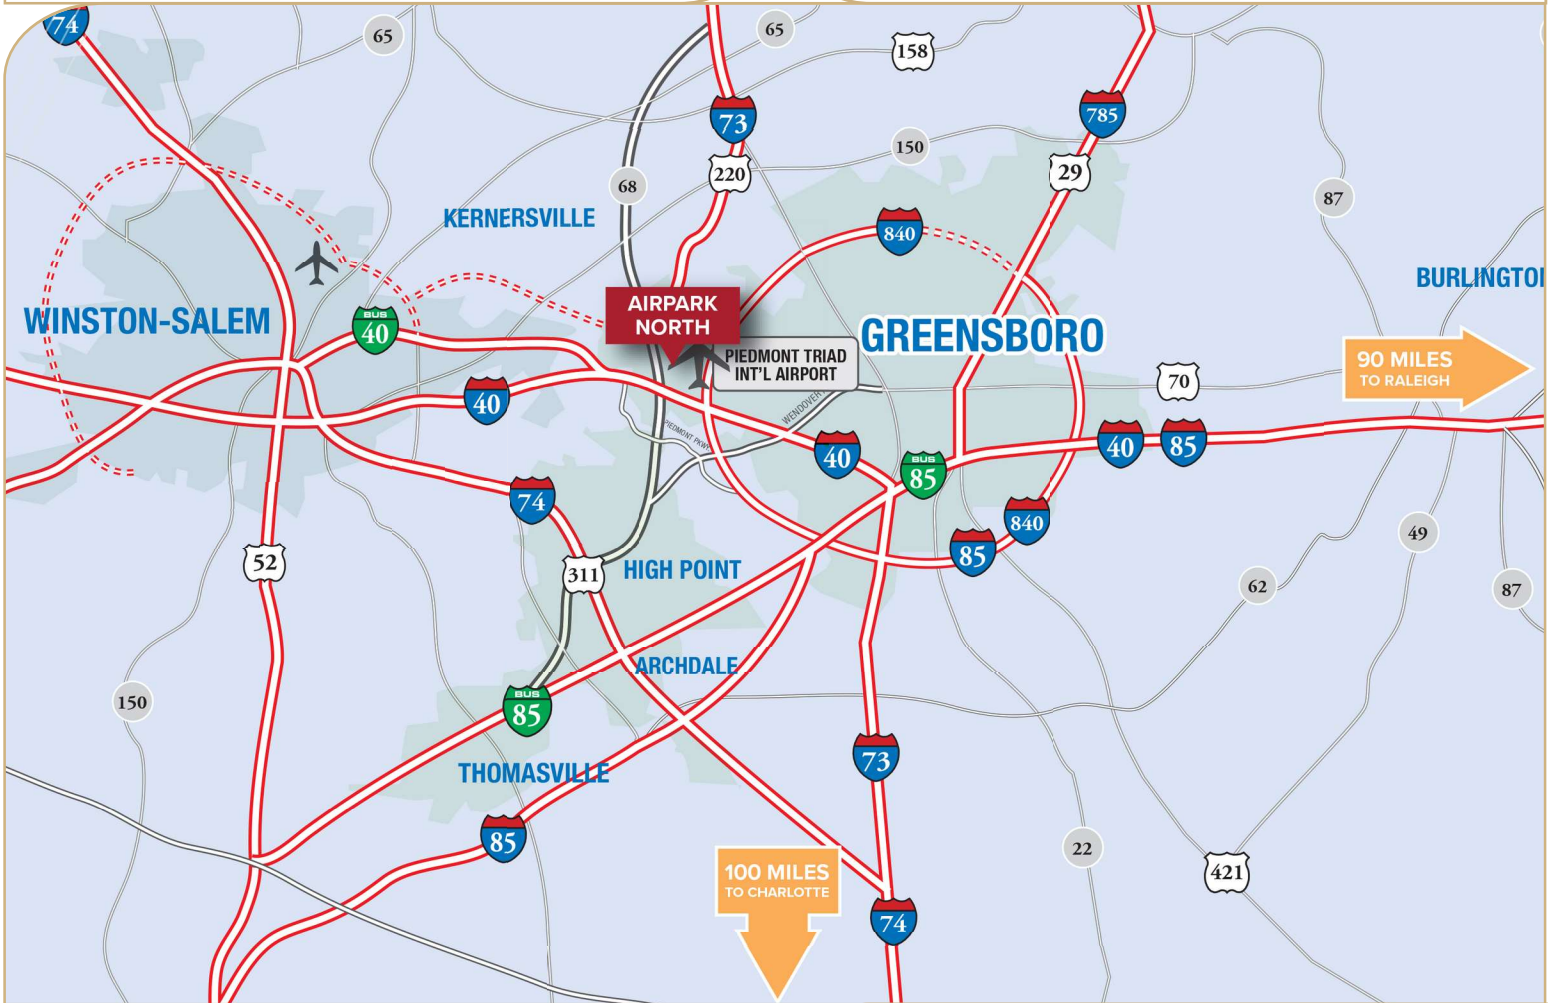 74
65
65
158
73
785
150
220
29
68
87
KERNERSVILLE
840
BURLINGTO
AIRPARK
NORTH
WINSTON-SALEM
BUS
40
GREENSBORO
PIEDMONT TRIAD
INT'L AIRPORT
90 MILES
TO RALEIGH
70
40
WENDOVER
PIEDMONT PKWY
40
40
85
BUS
85
74
840
49
85
52
311
HIGH POINT
62
87
ARCHDALE
150
BUS
85
73
THOMASVILLE
85
22
100 MILES
TO CHARLOTTE
421
74